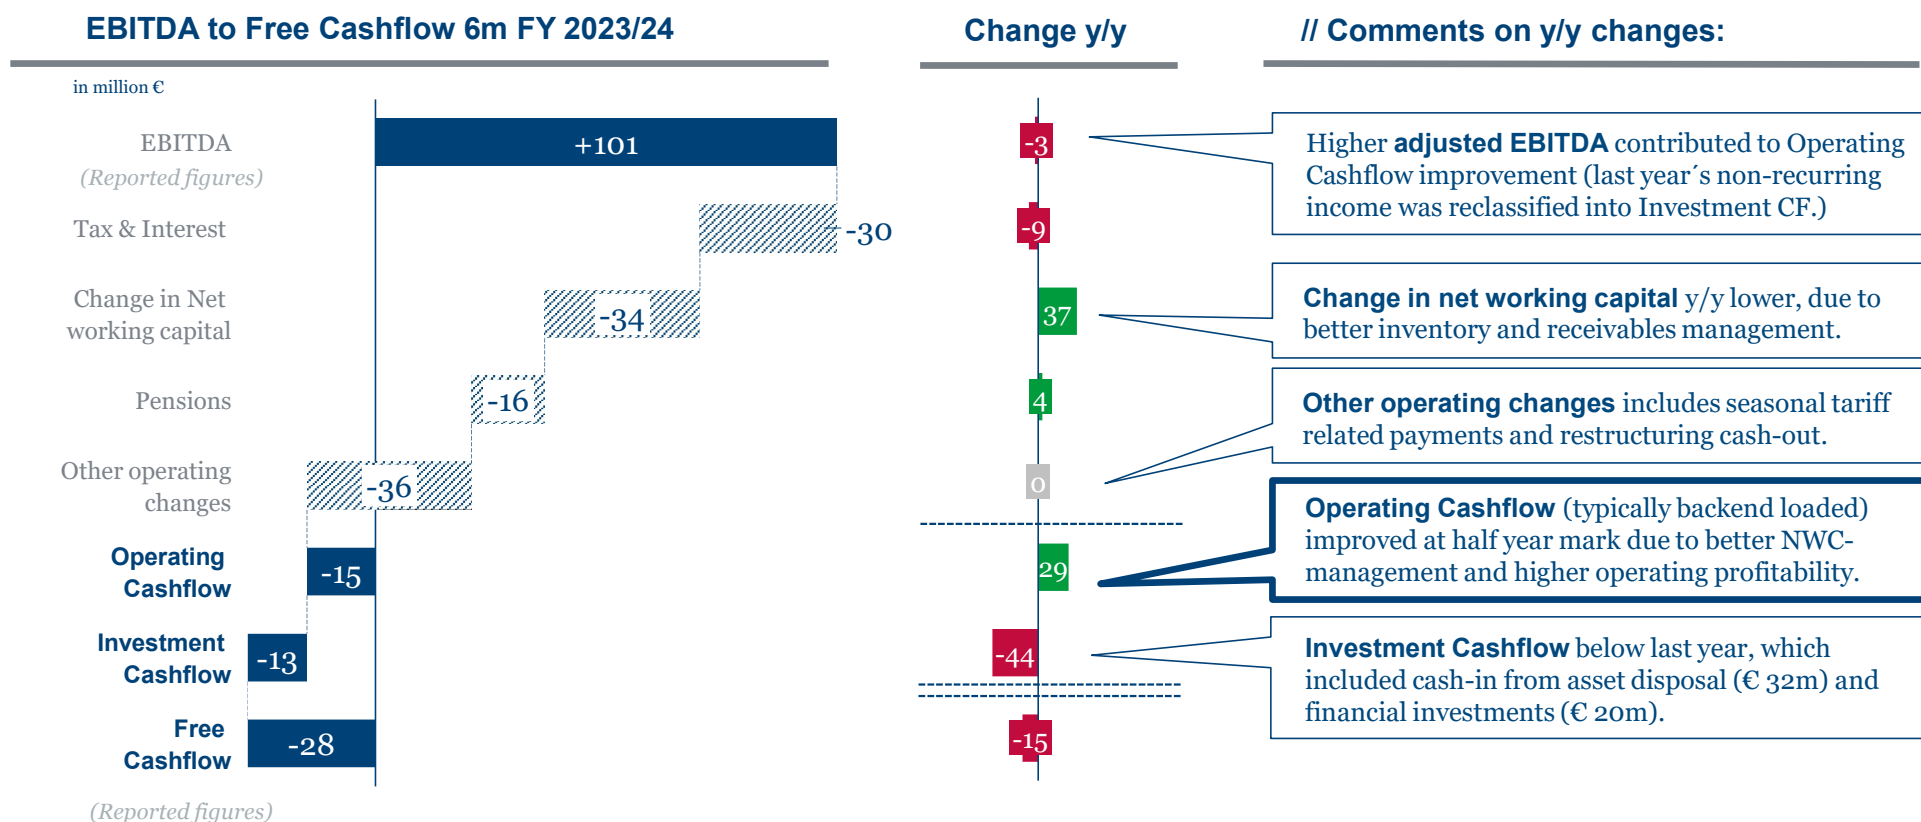 EBITDA to Free Cashflow 6m FY 2023/24
Change y/y
// Comments on y/y changes:
in million €
EBITDA
(Reported figures)
+101
-3
Higher adjusted EBITDA contributed to Operating
Cashflow improvement (last year´s non-recurring
income was reclassified into Investment CF.)
Tax & Interest
-30
-9
Change in Net
working capital
-34
37
Change in net working capital y/y lower, due to
better inventory and receivables management.
Pensions
-16
4
Other operating changes includes seasonal tariff
related payments and restructuring cash-out.
Other operating
changes
-36
0
Operating
Cashflow
-15
29
Operating Cashflow (typically backend loaded)
improved at half year mark due to better NWC-
management and higher operating profitability.
Investment
Cashflow
-13
-44
Investment Cashflow below last year, which
included cash-in from asset disposal (€ 32m) and
financial investments (€ 20m).
Free
Cashflow
-28
-15
(Reported figures)